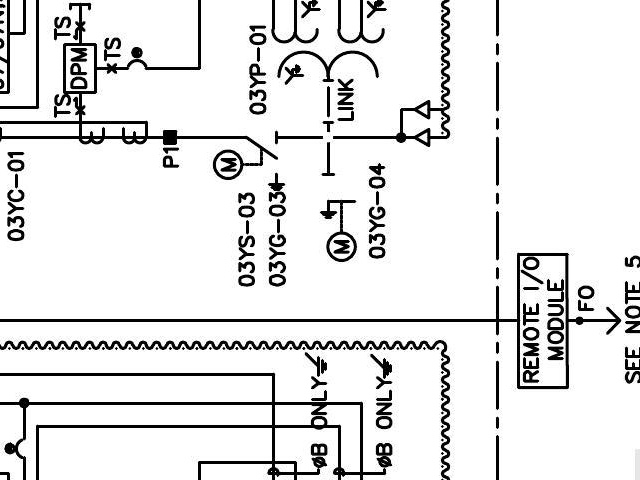 TS
TS
DPM
TS
03YP-01
LINK
P1
M
03YC-01
03YS-03
03YG-03
M
03YG-04
REMOTE I/O
MODULE
FO
SEE NOTE 5
ØB ONLY
ØB ONLY